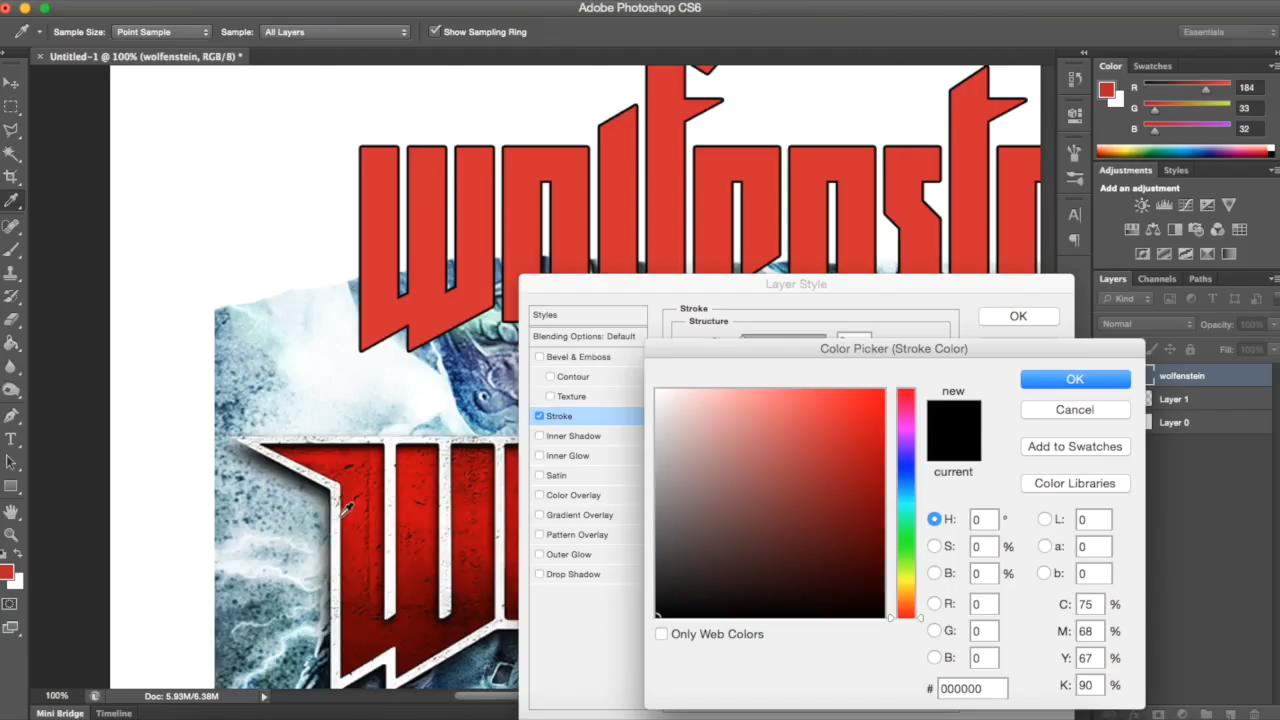 Adobe Photoshop CS6
Sample Size: Point Sample Sample: All Layers Show Sampling Ring Essentials
× Untitled-1 @ 100% (wolfenstein, RGB/8) *
Color Swatches
R 184
G 33
B 32
wolfenst
Adjustments Styles
Add an adjustment
Layers Channels Paths
Kind
Normal Opacity: 100%
Fill: 100%
wolfenstein
Layer 1
Layer 0
Layer Style
Styles
Blending Options: Default
Bevel & Emboss
Contour
Texture
Stroke
Inner Shadow
Inner Glow
Satin
Color Overlay
Gradient Overlay
Pattern Overlay
Outer Glow
Drop Shadow
Stroke
Structure
OK
Color Picker (Stroke Color)
new
current
OK
Cancel
Add to Swatches
Color Libraries
H: 0 °
S: 0 %
B: 0 %
R: 0
G: 0
B: 0
# 000000
L: 0
a: 0
b: 0
C: 75 %
M: 68 %
Y: 67 %
K: 90 %
Only Web Colors
W
100% Doc: 5.93M/6.38M
Mini Bridge Timeline